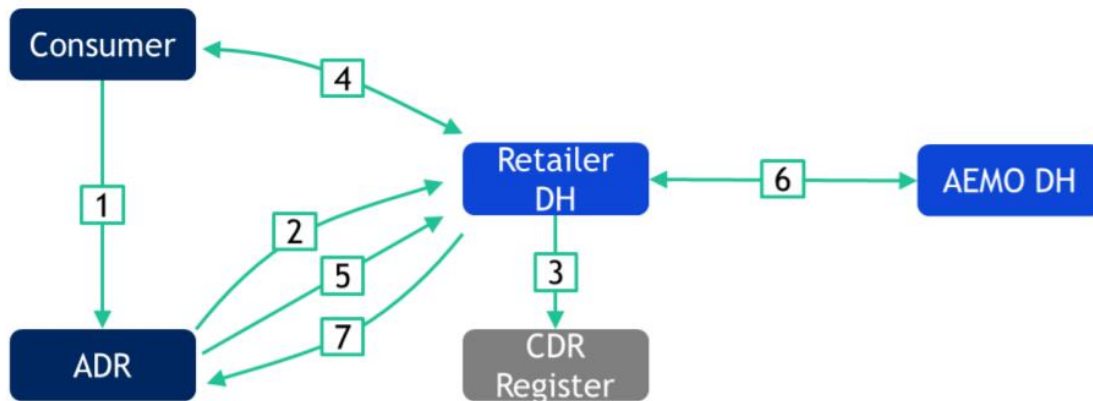 Consumer
4
Retailer
DH
6
AEMO DH
1
2
5
3
7
ADR
CDR
Register